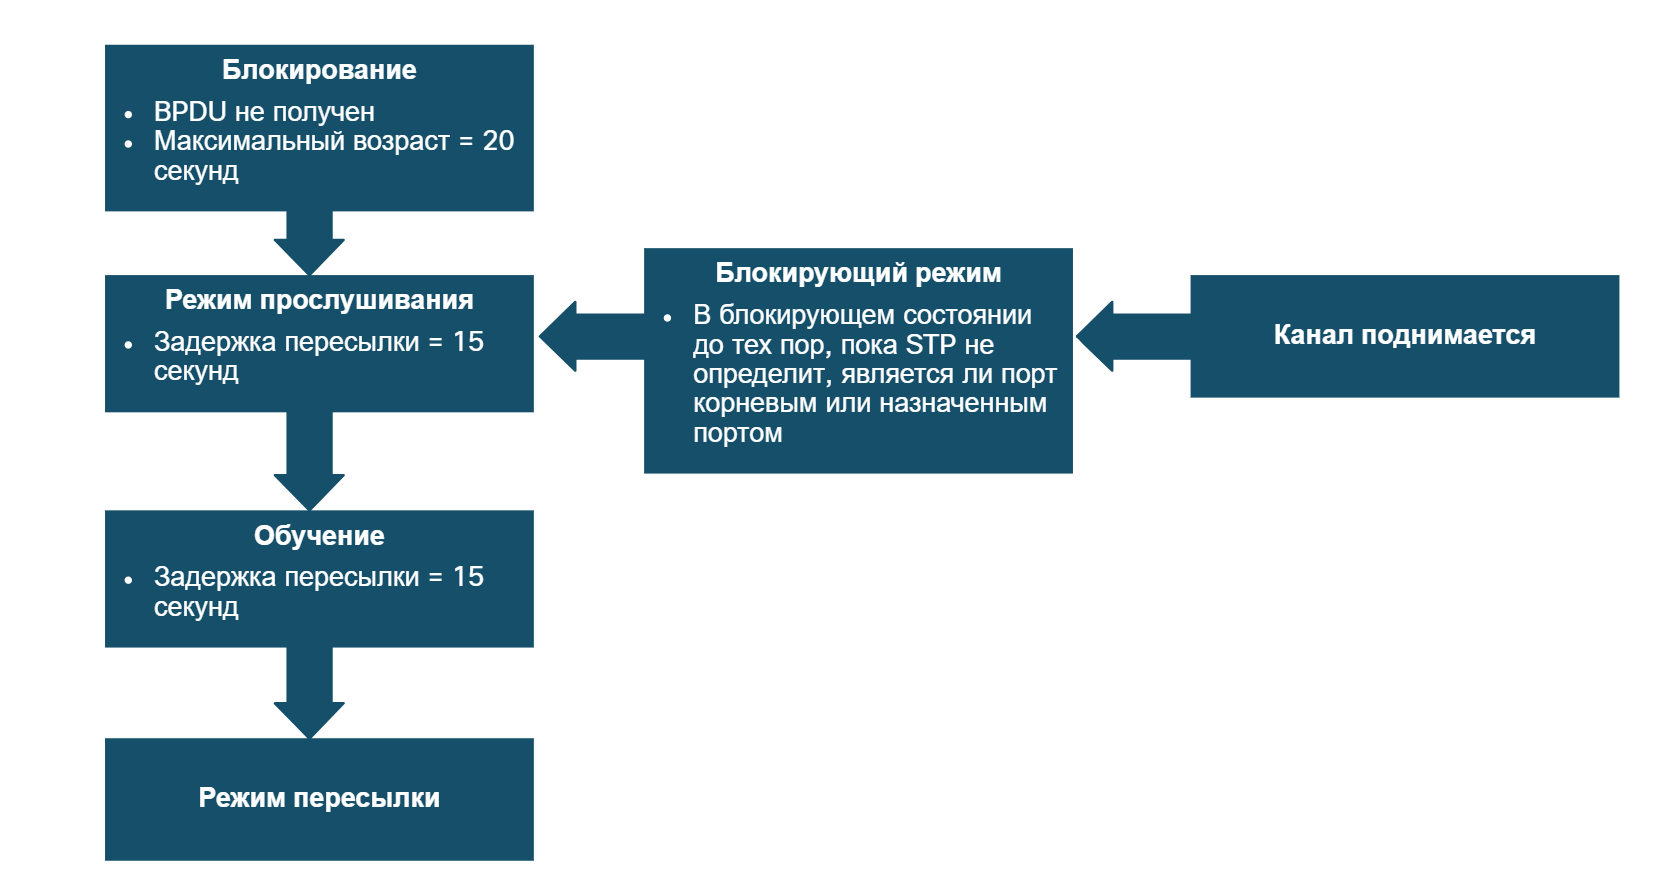 Блокирование
• BPDU не получен
• Максимальный возраст = 20
секунд
Режим прослушивания
• Задержка пересылки = 15
секунд
Блокирующий режим
• В блокирующем состоянии
до тех пор, пока STP не
определит, является ли порт
корневым или назначенным
портом
Канал поднимается
Обучение
• Задержка пересылки = 15
секунд
Режим пересылки